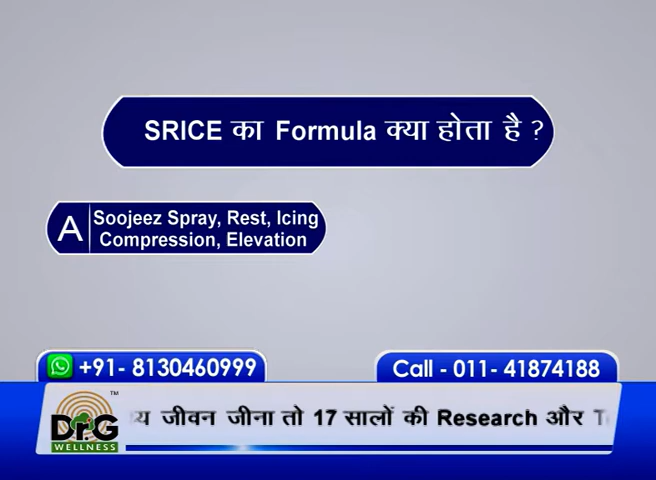 SRICE का Formula क्या होता है ?
A
Soojeez Spray, Rest, Icing
Compression, Elevation
+91- 8130460999
Call - 011- 41874188
TM
Dr.G
WELLNESS
जीवन जीना तो 17 सालों की Research और